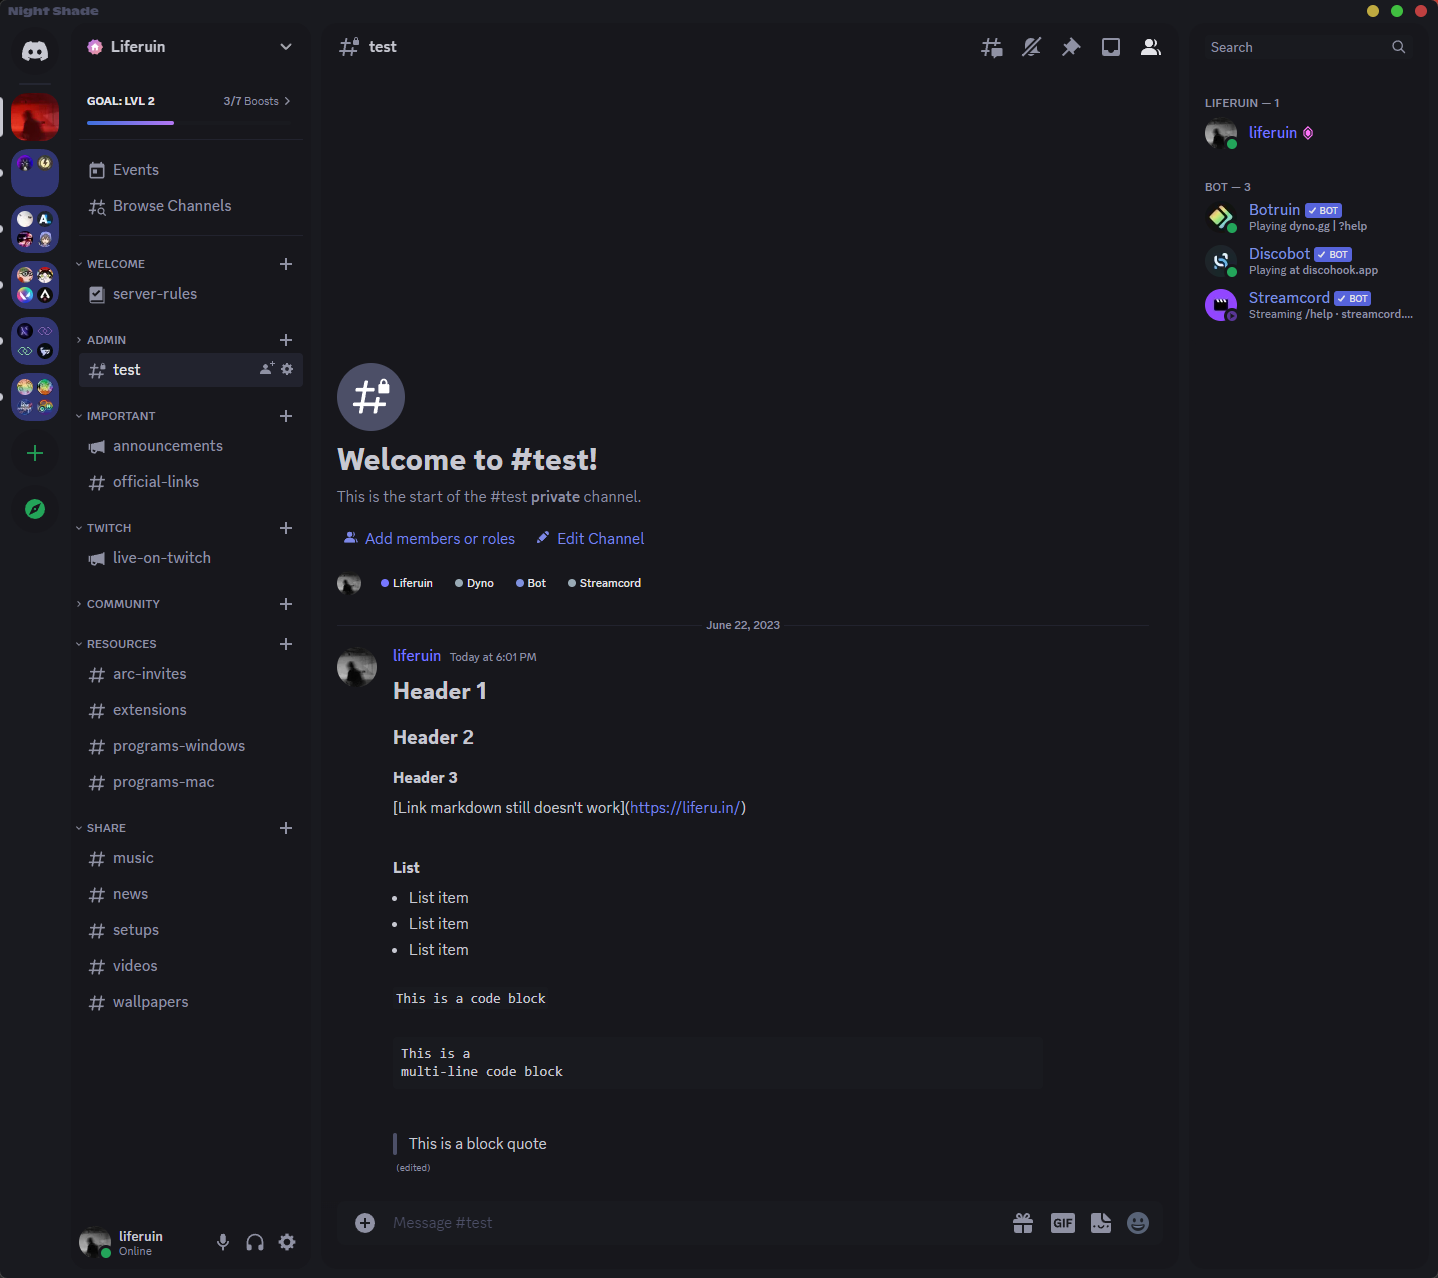 Night Shade
Liferuin
GOAL: LVL 2
3/7 Boosts
Events
Browse Channels
WELCOME
server-rules
ADMIN
test
IMPORTANT
announcements
official-links
TWITCH
live-on-twitch
COMMUNITY
RESOURCES
arc-invites
extensions
programs-windows
programs-mac
SHARE
music
news
setups
videos
wallpapers
liferuin
Online
test
Welcome to #test!
This is the start of the #test private channel.
Add members or roles
Edit Channel
Liferuin
Dyno
Bot
Streamcord
June 22, 2023
liferuin Today at 6:01 PM
Header 1
Header 2
Header 3
[Link markdown still doesn't work](https://liferu.in/)
List
• List item
• List item
• List item
This is a code block
This is a
multi-line code block
This is a block quote
(edited)
Message #test
GIF
Search
LIFERUIN — 1
liferuin
BOT — 3
Botruin ✓ BOT
Playing dyno.gg | ?help
Discobot ✓ BOT
Playing at discohook.app
Streamcord ✓ BOT
Streaming /help · streamcord....